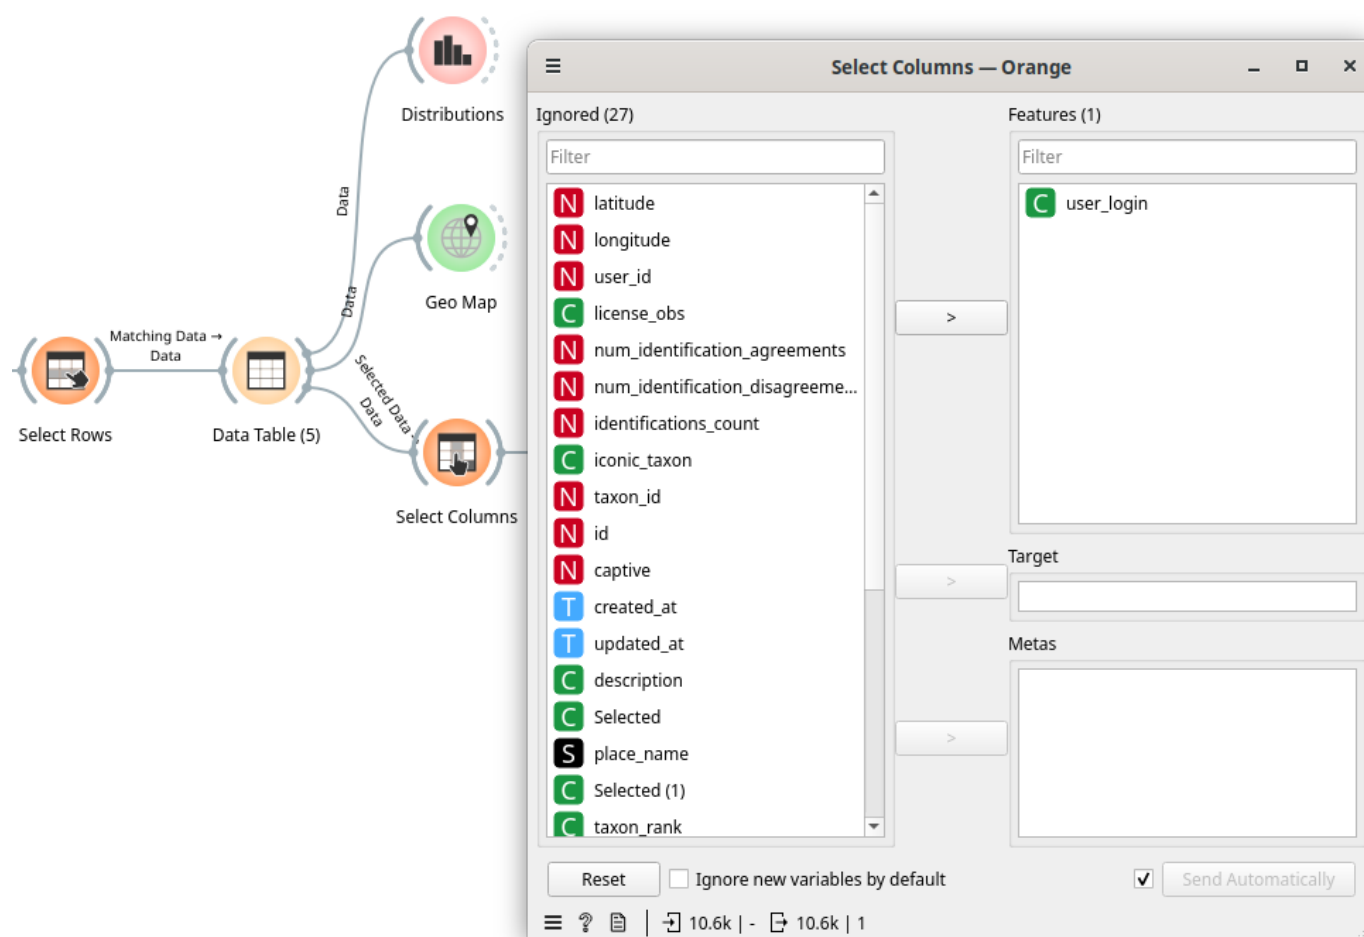 Distributions
Data
Geo Map
Data
Matching Data →
Data
Selected Data →
Data
Select Rows
Data Table (5)
Select Columns
Select Columns — Orange
Ignored (27)
Filter
N latitude
N longitude
N user_id
C license_obs
N num_identification_agreements
N num_identification_disagreeme...
N identifications_count
C iconic_taxon
N taxon_id
N id
N captive
T created_at
T updated_at
C description
C Selected
S place_name
C Selected (1)
C taxon_rank
>
>
>
Features (1)
Filter
C user_login
Target
Metas
Reset
Ignore new variables by default
Send Automatically
? | 10.6k | - 10.6k | 1